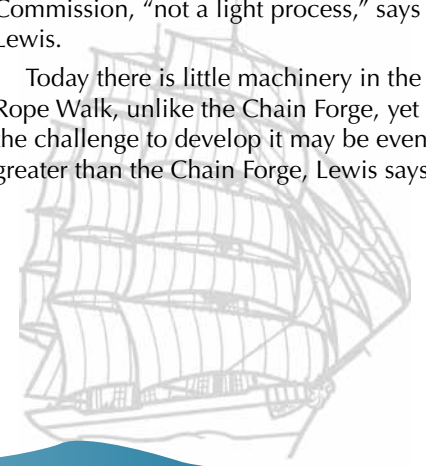 Commission, “not a light process,” says
Lewis.
Today there is little machinery in the
Rope Walk, unlike the Chain Forge, yet
the challenge to develop it may be even
greater than the Chain Forge, Lewis says